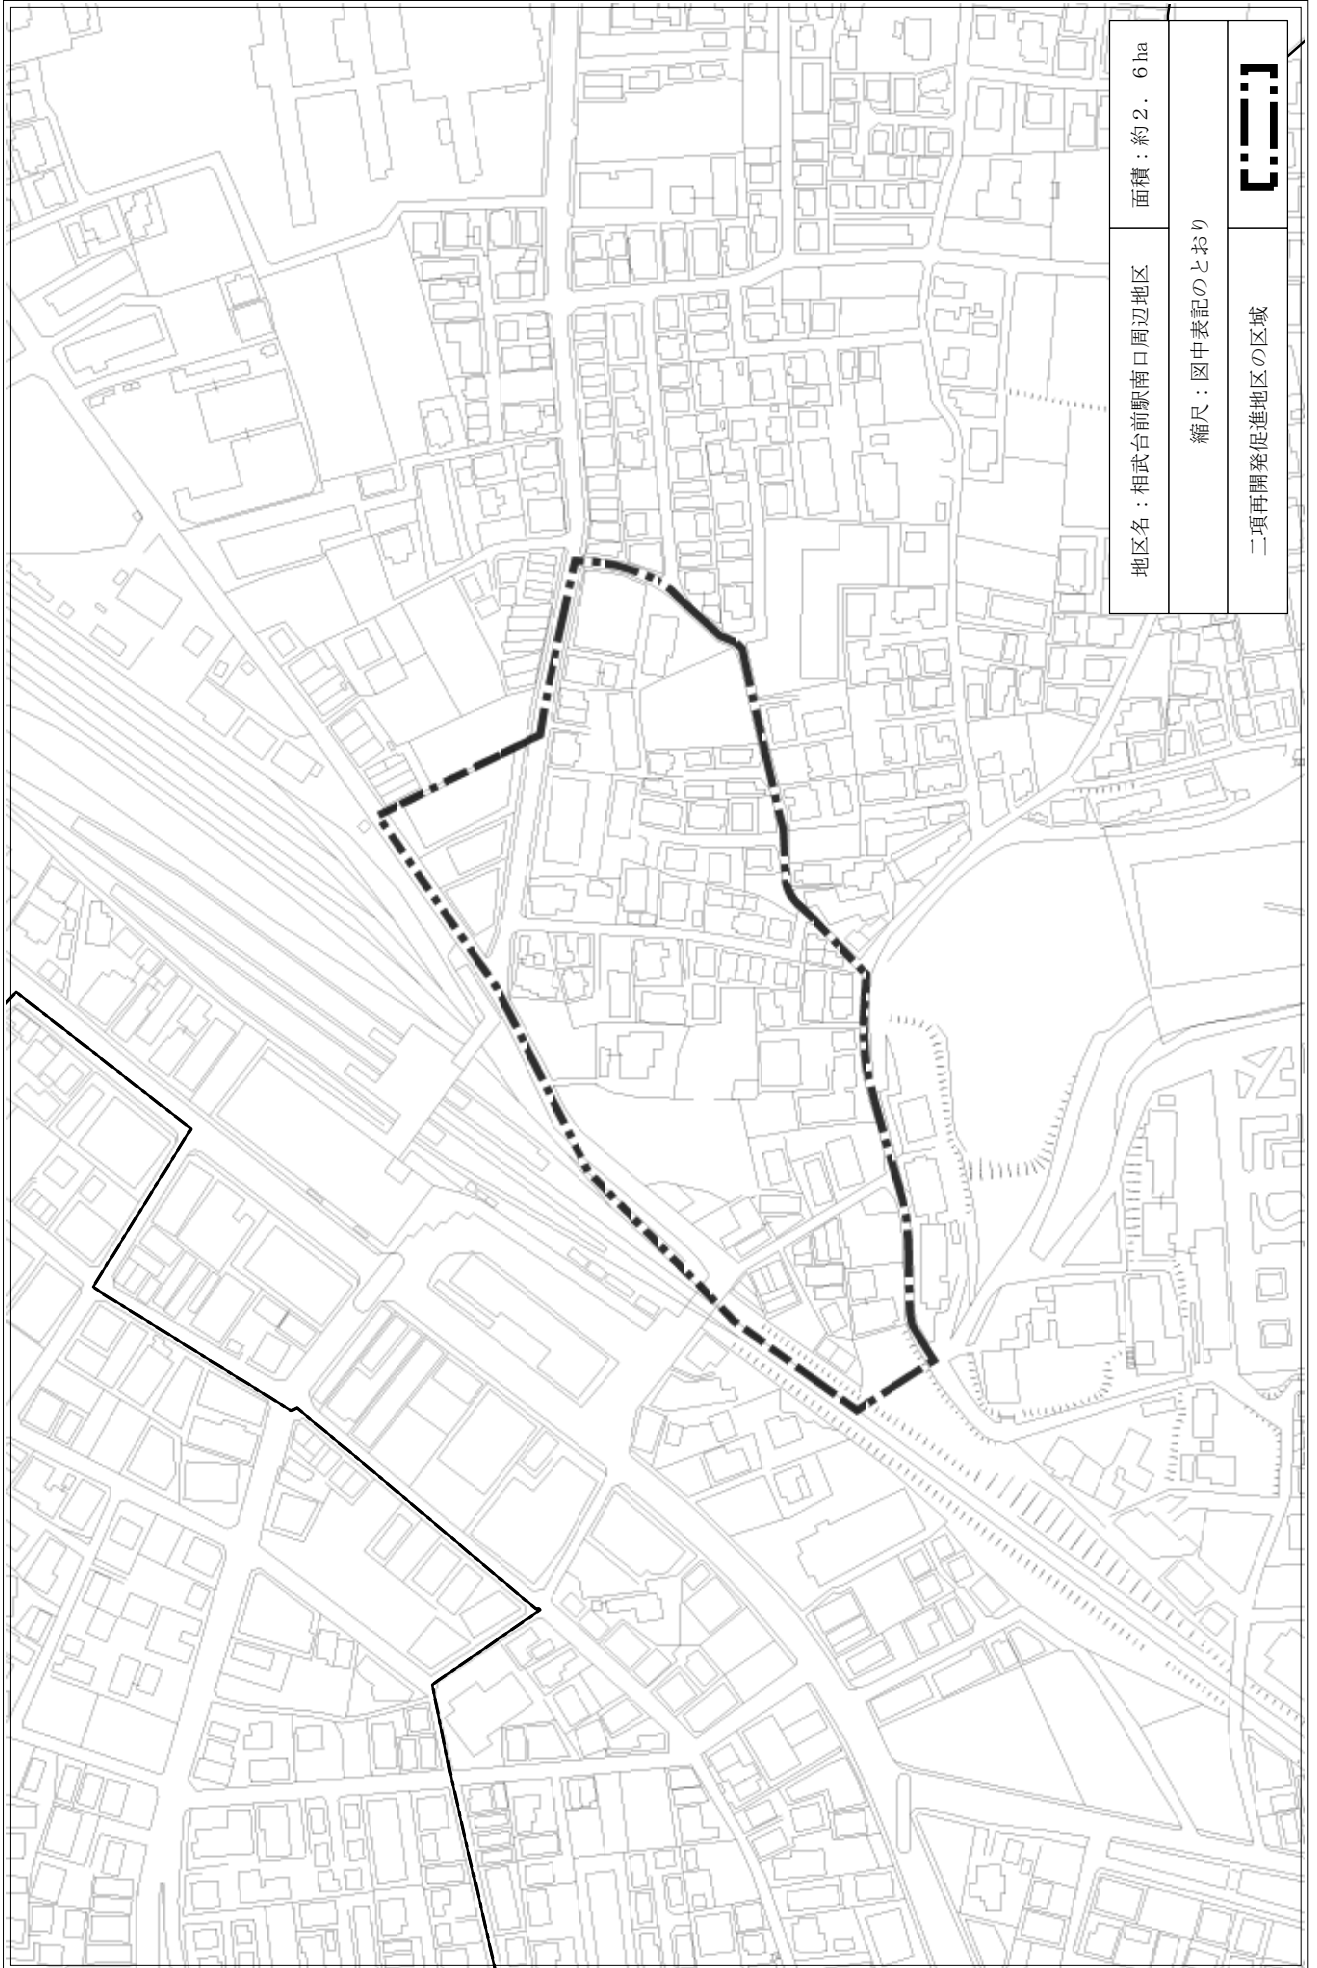 地区名：相武台前駅南口周辺地区
面積：約２．６ha
縮尺：図中表記のとおり
二項再開発促進地区の区域